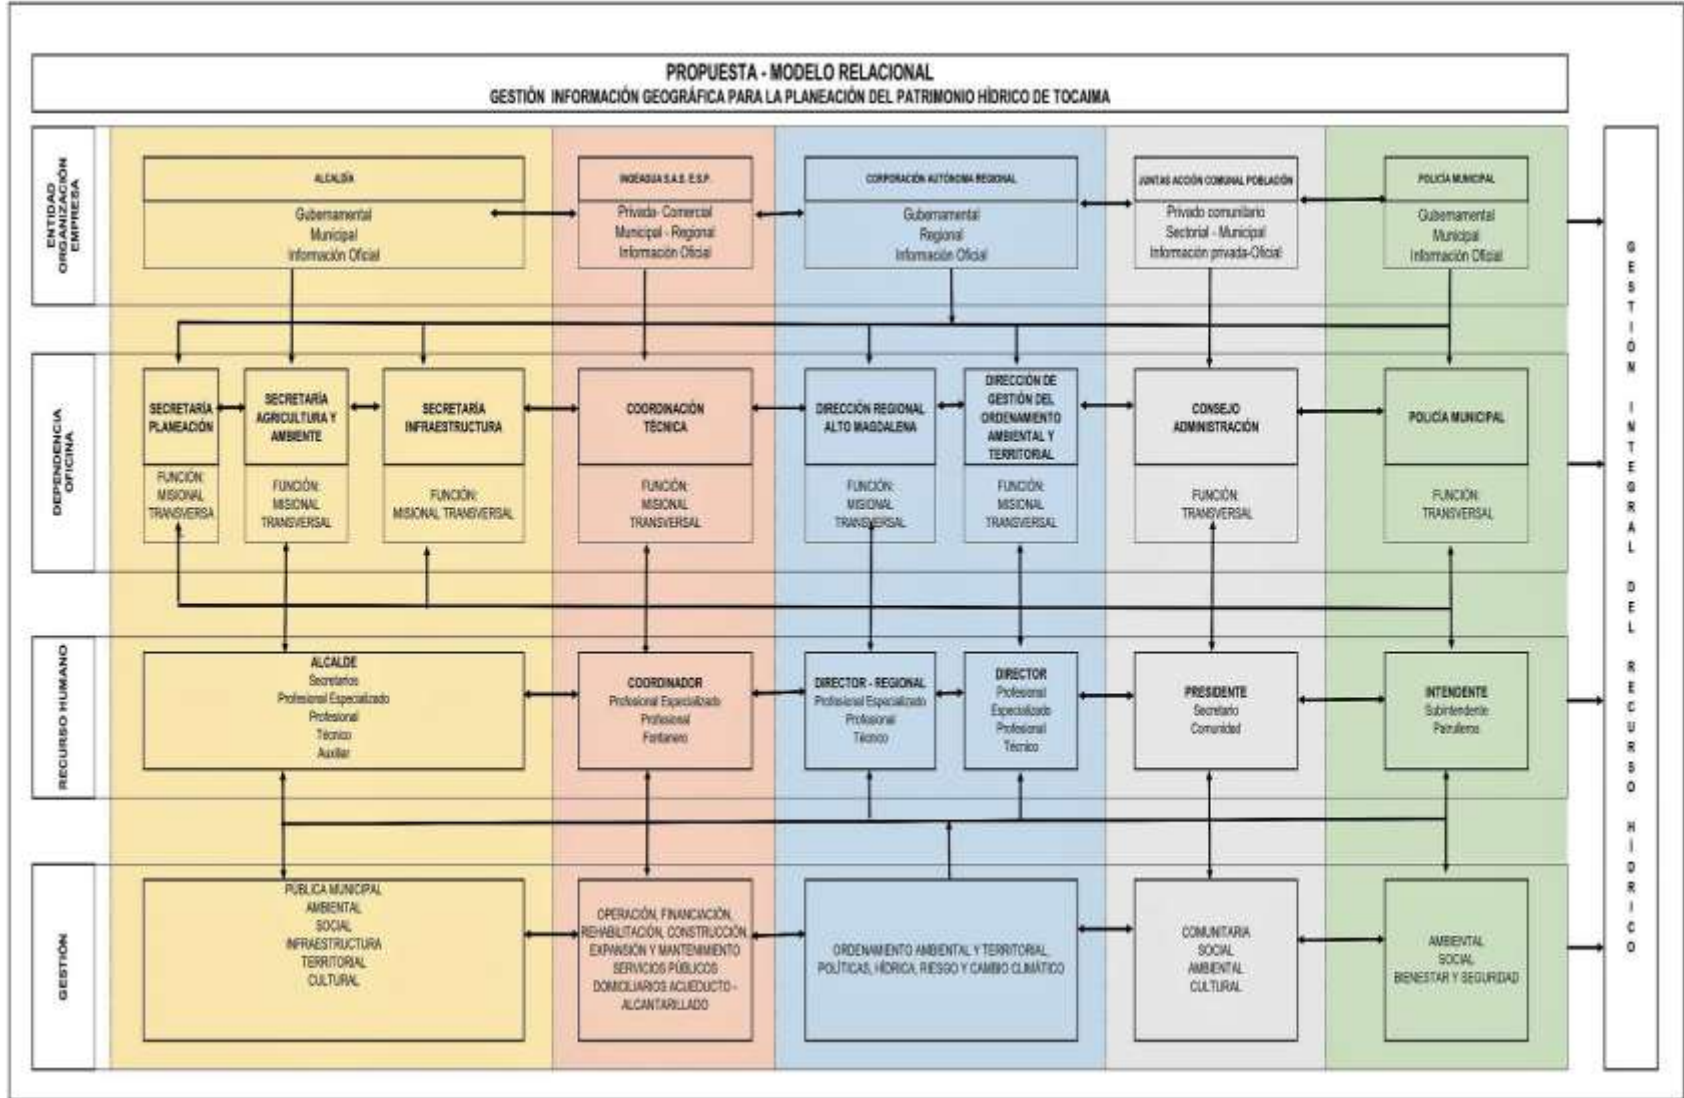 PROPUESTA - MODELO RELACIONAL
GESTIÓN INFORMACIÓN GEOGRÁFICA PARA LA PLANEACIÓN DEL PATRIMONIO HÍDRICO DE TOCAIMA
ENTIDAD
ORGANIZACIÓN
EMPRESA
ALCALDÍA
Gubernamental
Municipal
Información Oficial
INGEAGUA S.A.S. E.S.P.
Privada- Comercial
Municipal - Regional
Información Oficial
CORPORACIÓN AUTÓNOMA REGIONAL
Gubernamental
Regional
Información Oficial
JUNTAS ACCIÓN COMUNAL POBLACIÓN
Privado comunitario
Sectorial - Municipal
Información privada-Oficial
POLICÍA MUNICIPAL
Gubernamental
Municipal
Información Oficial
DEPENDENCIA
OFICINA
SECRETARÍA
PLANEACIÓN
FUNCIÓN:
MISIONAL
TRANSVERSA
SECRETARÍA
AGRICULTURA Y
AMBIENTE
FUNCIÓN:
MISIONAL
TRANSVERSAL
SECRETARÍA
INFRAESTRUCTURA
FUNCIÓN:
MISIONAL TRANSVERSAL
COORDINACIÓN
TÉCNICA
FUNCIÓN:
MISIONAL
TRANSVERSAL
DIRECCIÓN REGIONAL
ALTO MAGDALENA
FUNCIÓN:
MISIONAL
TRANSVERSAL
DIRECCIÓN DE
GESTIÓN DEL
ORDENAMIENTO
AMBIENTAL Y
TERRITORIAL
FUNCIÓN:
MISIONAL
TRANSVERSAL
CONSEJO
ADMINISTRACIÓN
FUNCIÓN:
TRANSVERSAL
POLICÍA MUNICIPAL
FUNCIÓN:
TRANSVERSAL
RECURSO HUMANO
ALCALDE
Secretarios
Profesional Especializado
Profesional
Técnico
Auxiliar
COORDINADOR
Profesional Especializado
Profesional
Fontanero
DIRECTOR - REGIONAL
Profesional Especializado
Profesional
Técnico
DIRECTOR
Profesional
Especializado
Profesional
Técnico
PRESIDENTE
Secretario
Comunidad
INTENDENTE
Subintendente
Patrulleros
GESTIÓN
PÚBLICA MUNICIPAL
AMBIENTAL
SOCIAL
INFRAESTRUCTURA
TERRITORIAL
CULTURAL
OPERACIÓN, FINANCIACIÓN,
REHABILITACIÓN, CONSTRUCCIÓN,
EXPANSIÓN Y MANTENIMIENTO
SERVICIOS PÚBLICOS
DOMICILIARIOS ACUEDUCTO -
ALCANTARILLADO
ORDENAMIENTO AMBIENTAL Y TERRITORIAL,
POLÍTICAS, HÍDRICA, RIESGO Y CAMBIO CLIMÁTICO
COMUNITARIA
SOCIAL
AMBIENTAL
CULTURAL
AMBIENTAL
SOCIAL
BIENESTAR Y SEGURIDAD
GESTIÓN INTEGRAL DEL RECURSO HÍDRICO